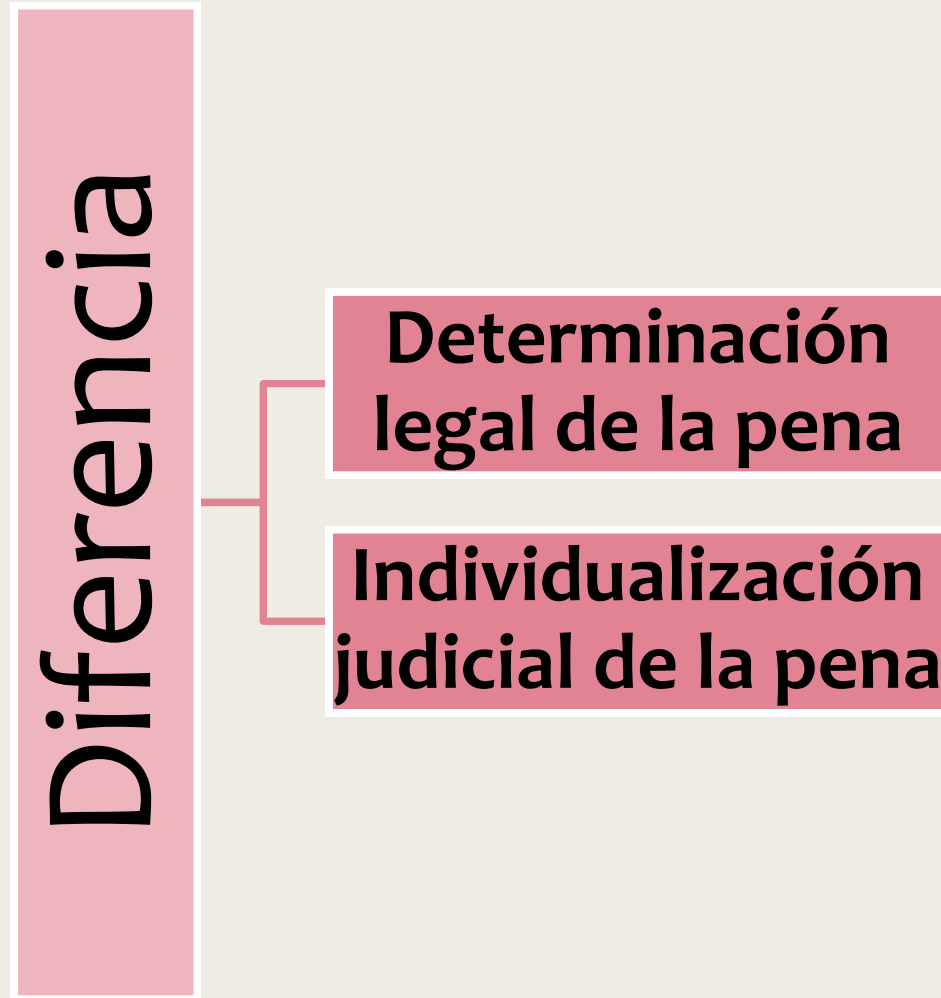 Diferencia
Determinación
legal de la pena
Individualización
judicial de la pena